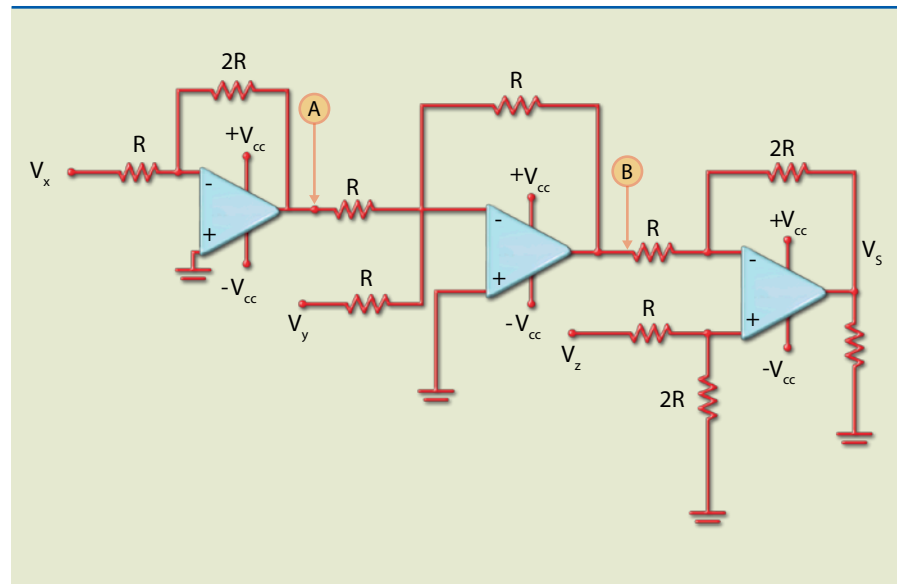 2R
A
R
R
+Vcc
2R
Vx
R
-
R
B
+
+Vcc
R
+Vcc
-Vcc
-
-
VS
R
+
Vy
-Vcc
R
+
Vz
-Vcc
2R